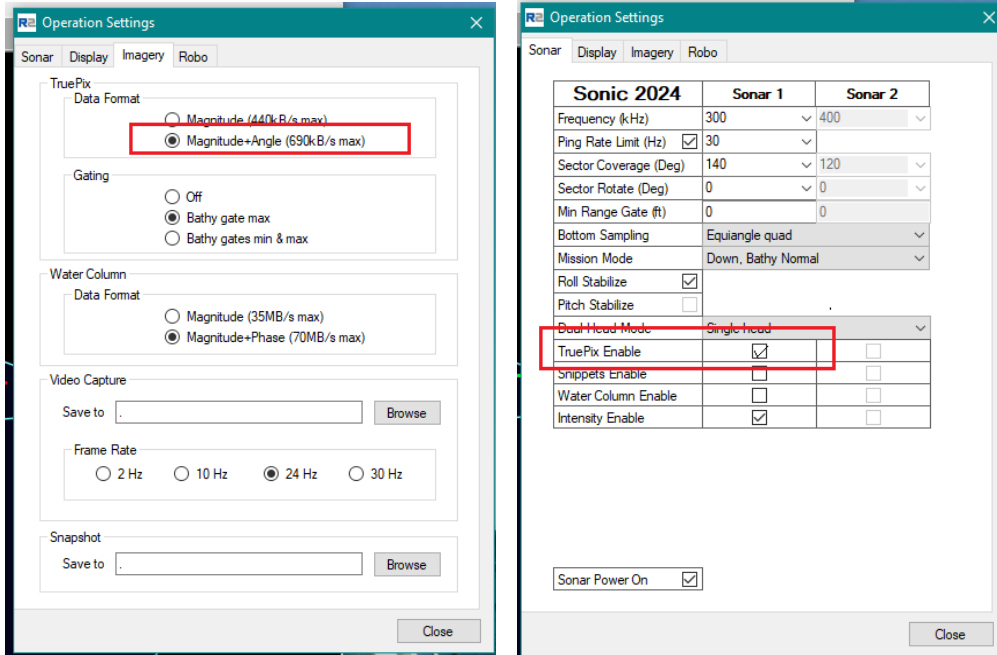 R2 Operation Settings
Sonar Display Imagery Robo
TruePix
Data Format
Magnitude (440kB/s max)
Magnitude+Angle (690kB/s max)
Gating
Off
Bathy gate max
Bathy gates min & max
Water Column
Data Format
Magnitude (35MB/s max)
Magnitude+Phase (70MB/s max)
Video Capture
Save to . Browse
Frame Rate
2 Hz 10 Hz 24 Hz 30 Hz
Snapshot
Save to . Browse
Close
R2 Operation Settings
Sonar Display Imagery Robo
Sonic 2024 Sonar 1 Sonar 2
Frequency (kHz) 300 400
Ping Rate Limit (Hz) 30
Sector Coverage (Deg) 140 120
Sector Rotate (Deg) 0 0
Min Range Gate (ft) 0 0
Bottom Sampling Equiangle quad
Mission Mode Down, Bathy Normal
Roll Stabilize
Pitch Stabilize .
Dual Head Mode Single head
TruePix Enable
Snippets Enable
Water Column Enable
Intensity Enable
Sonar Power On
Close